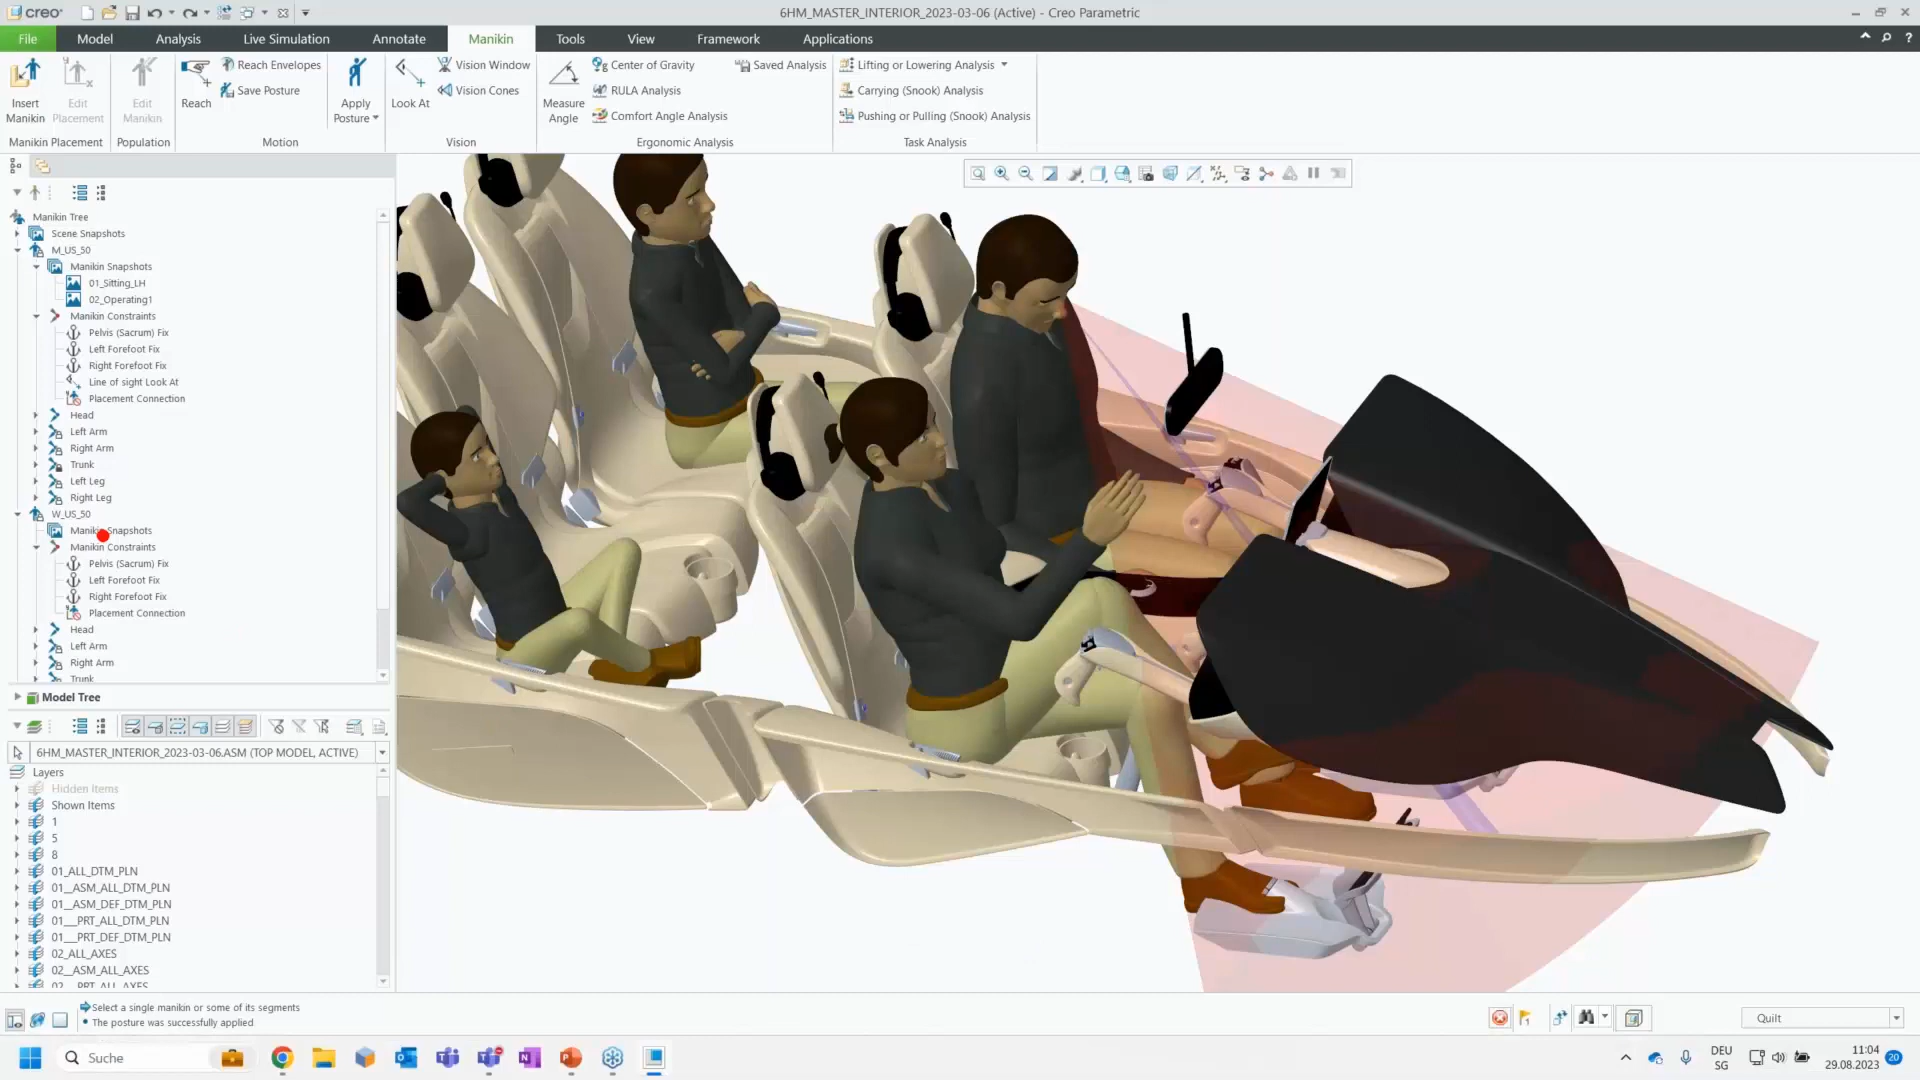 creo
6HM_MASTER_INTERIOR_2023-03-06 (Active) - Creo Parametric
File
Model
Analysis
Live Simulation
Annotate
Manikin
Tools
View
Framework
Applications
Insert
Manikin
Edit
Placement
Manikin Placement
Edit
Manikin
Population
Reach
Reach Envelopes
Save Posture
Apply
Posture
Motion
Look At
Vision Window
Vision Cones
Vision
Measure
Angle
Center of Gravity
RULA Analysis
Comfort Angle Analysis
Saved Analysis
Ergonomic Analysis
Lifting or Lowering Analysis
Carrying (Snook) Analysis
Pushing or Pulling (Snook) Analysis
Task Analysis
Manikin Tree
Scene Snapshots
M_US_50
Manikin Snapshots
01_Sitting_LH
02_Operating1
Manikin Constraints
Pelvis (Sacrum) Fix
Left Forefoot Fix
Right Forefoot Fix
Line of sight Look At
Placement Connection
Head
Left Arm
Right Arm
Trunk
Left Leg
Right Leg
W_US_50
Manikin Snapshots
Manikin Constraints
Pelvis (Sacrum) Fix
Left Forefoot Fix
Right Forefoot Fix
Placement Connection
Head
Left Arm
Right Arm
Trunk
Model Tree
6HM_MASTER_INTERIOR_2023-03-06.ASM (TOP MODEL, ACTIVE)
Layers
Hidden Items
Shown Items
1
5
8
01_ALL_DTM_PLN
01__ASM_ALL_DTM_PLN
01__ASM_DEF_DTM_PLN
01___PRT_ALL_DTM_PLN
01___PRT_DEF_DTM_PLN
02_ALL_AXES
02__ASM_ALL_AXES
02__PRT_ALL_AXES
Select a single manikin or some of its segments
• The posture was successfully applied
Quilt
Suche
DEU
SG
11:04
29.08.2023
20